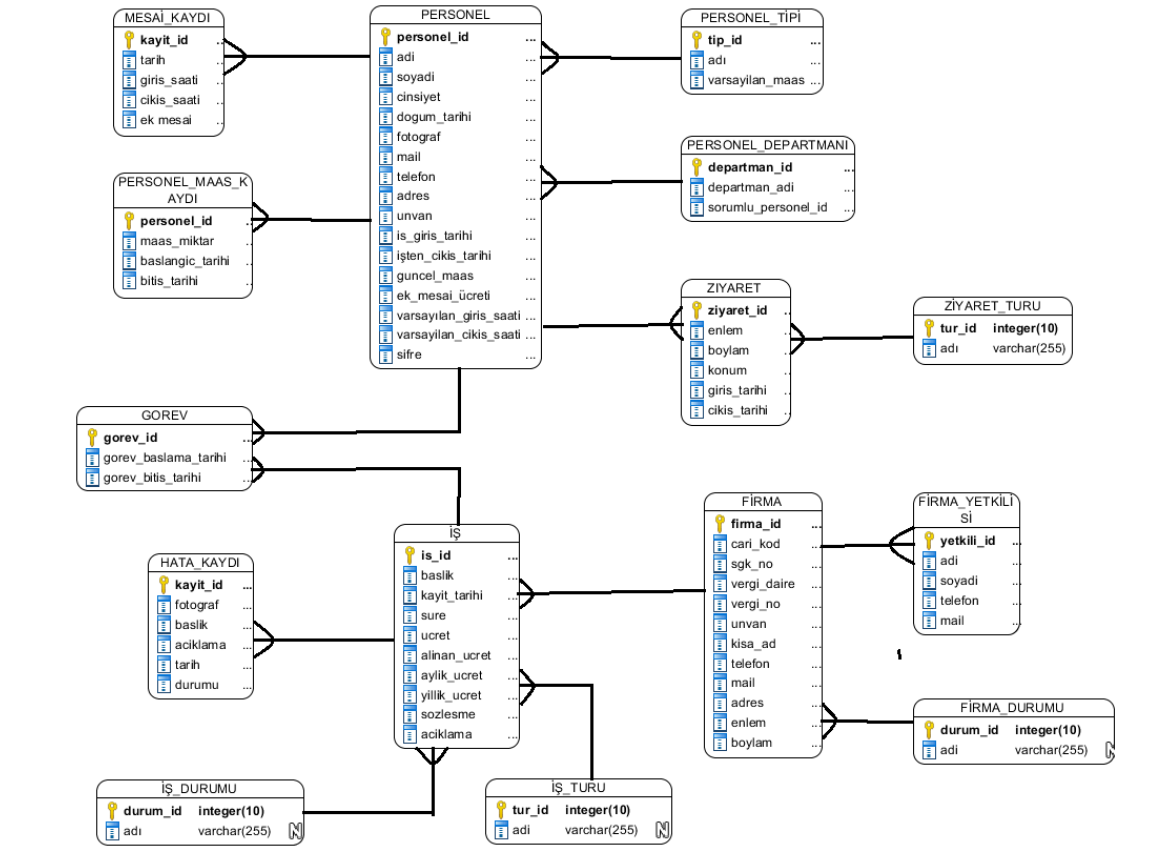 MESAİ_KAYDI
kayit_id ...
tarih
giris_saati
cikis_saati
ek mesai
PERSONEL
personel_id ...
adi ...
soyadi ...
cinsiyet ...
dogum_tarihi ...
fotograf ...
mail ...
telefon ...
adres ...
unvan ...
is_giris_tarihi ...
işten_cikis_tarihi ...
guncel_maas ...
ek_mesai_ücreti ...
varsayılan_giris_saati ...
varsayilan_cikis_saati ...
sifre ...
PERSONEL_TİPİ
tip_id ...
adı ...
varsayilan_maas ...
PERSONEL_DEPARTMANI
departman_id ...
departman_adi ...
sorumlu_personel_id ...
PERSONEL_MAAS_K
AYDI
personel_id
maas_miktar
baslangic_tarihi
bitis_tarihi
ZIYARET
ziyaret_id
enlem
boylam
konum
giris_tarihi
cikis_tarihi
ZİYARET_TURU
tur_id integer(10)
adı varchar(255)
GOREV
gorev_id ...
gorev_baslama_tarihi ...
gorev_bitis_tarihi ...
İŞ
is_id ...
baslik ...
kayit_tarihi ...
sure ...
ucret ...
alinan_ucret ...
aylik_ucret ...
yillik_ucret ...
sozlesme ...
aciklama ...
HATA_KAYDI
kayit_id ...
fotograf ...
baslik ...
aciklama ...
tarih ...
durumu ...
FİRMA
firma_id ...
cari_kod ...
sgk_no ...
vergi_daire ...
vergi_no ...
unvan ...
kisa_ad ...
telefon ...
mail ...
adres ...
enlem ...
boylam ...
FİRMA_YETKİLİ
Sİ
yetkili_id ...
adi ...
soyadi ...
telefon ...
mail ...
FİRMA_DURUMU
durum_id integer(10)
adi varchar(255) N
İŞ_DURUMU
durum_id integer(10)
adı varchar(255) N
İŞ_TURU
tur_id integer(10)
adi varchar(255) N